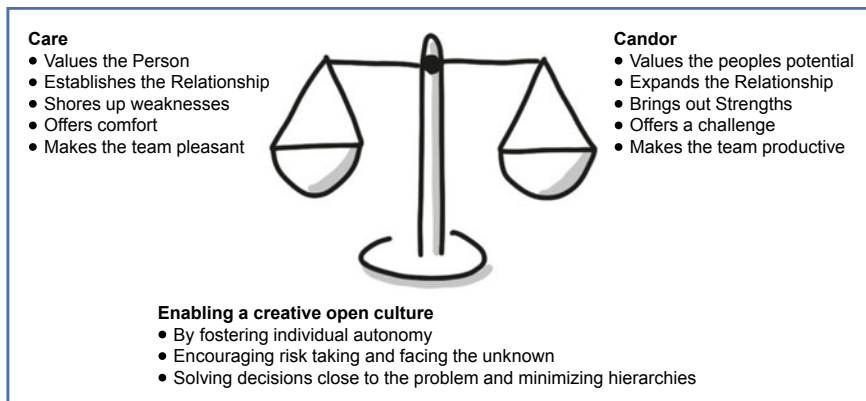 Care
● Values the Person
● Establishes the Relationship
● Shores up weaknesses
● Offers comfort
● Makes the team pleasant
Candor
● Values the peoples potential
● Expands the Relationship
● Brings out Strengths
● Offers a challenge
● Makes the team productive
Enabling a creative open culture
● By fostering individual autonomy
● Encouraging risk taking and facing the unknown
● Solving decisions close to the problem and minimizing hierarchies